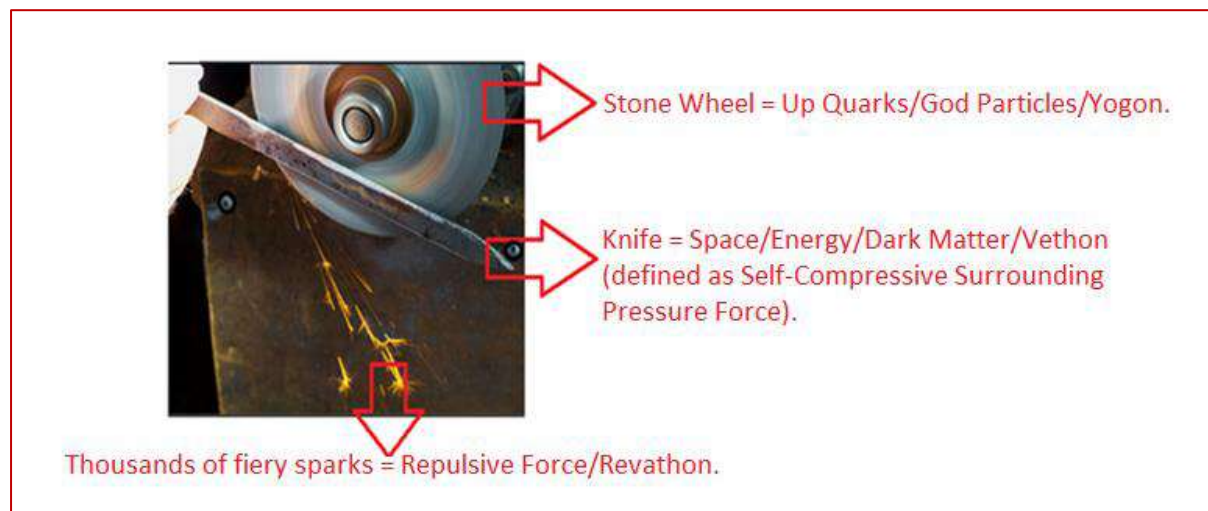 Stone Wheel = Up Quarks/God Particles/Yogon.
Knife = Space/Energy/Dark Matter/Vethon
(defined as Self-Compressive Surrounding
Pressure Force).
Thousands of fiery sparks = Repulsive Force/Revathon.